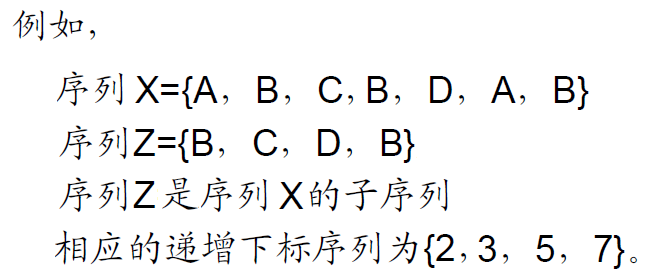 例如，
序列X={A，B，C,B，D，A，B}
序列Z={B，C，D，B}
序列Z是序列X的子序列
相应的递增下标序列为{2,3，5，7}。